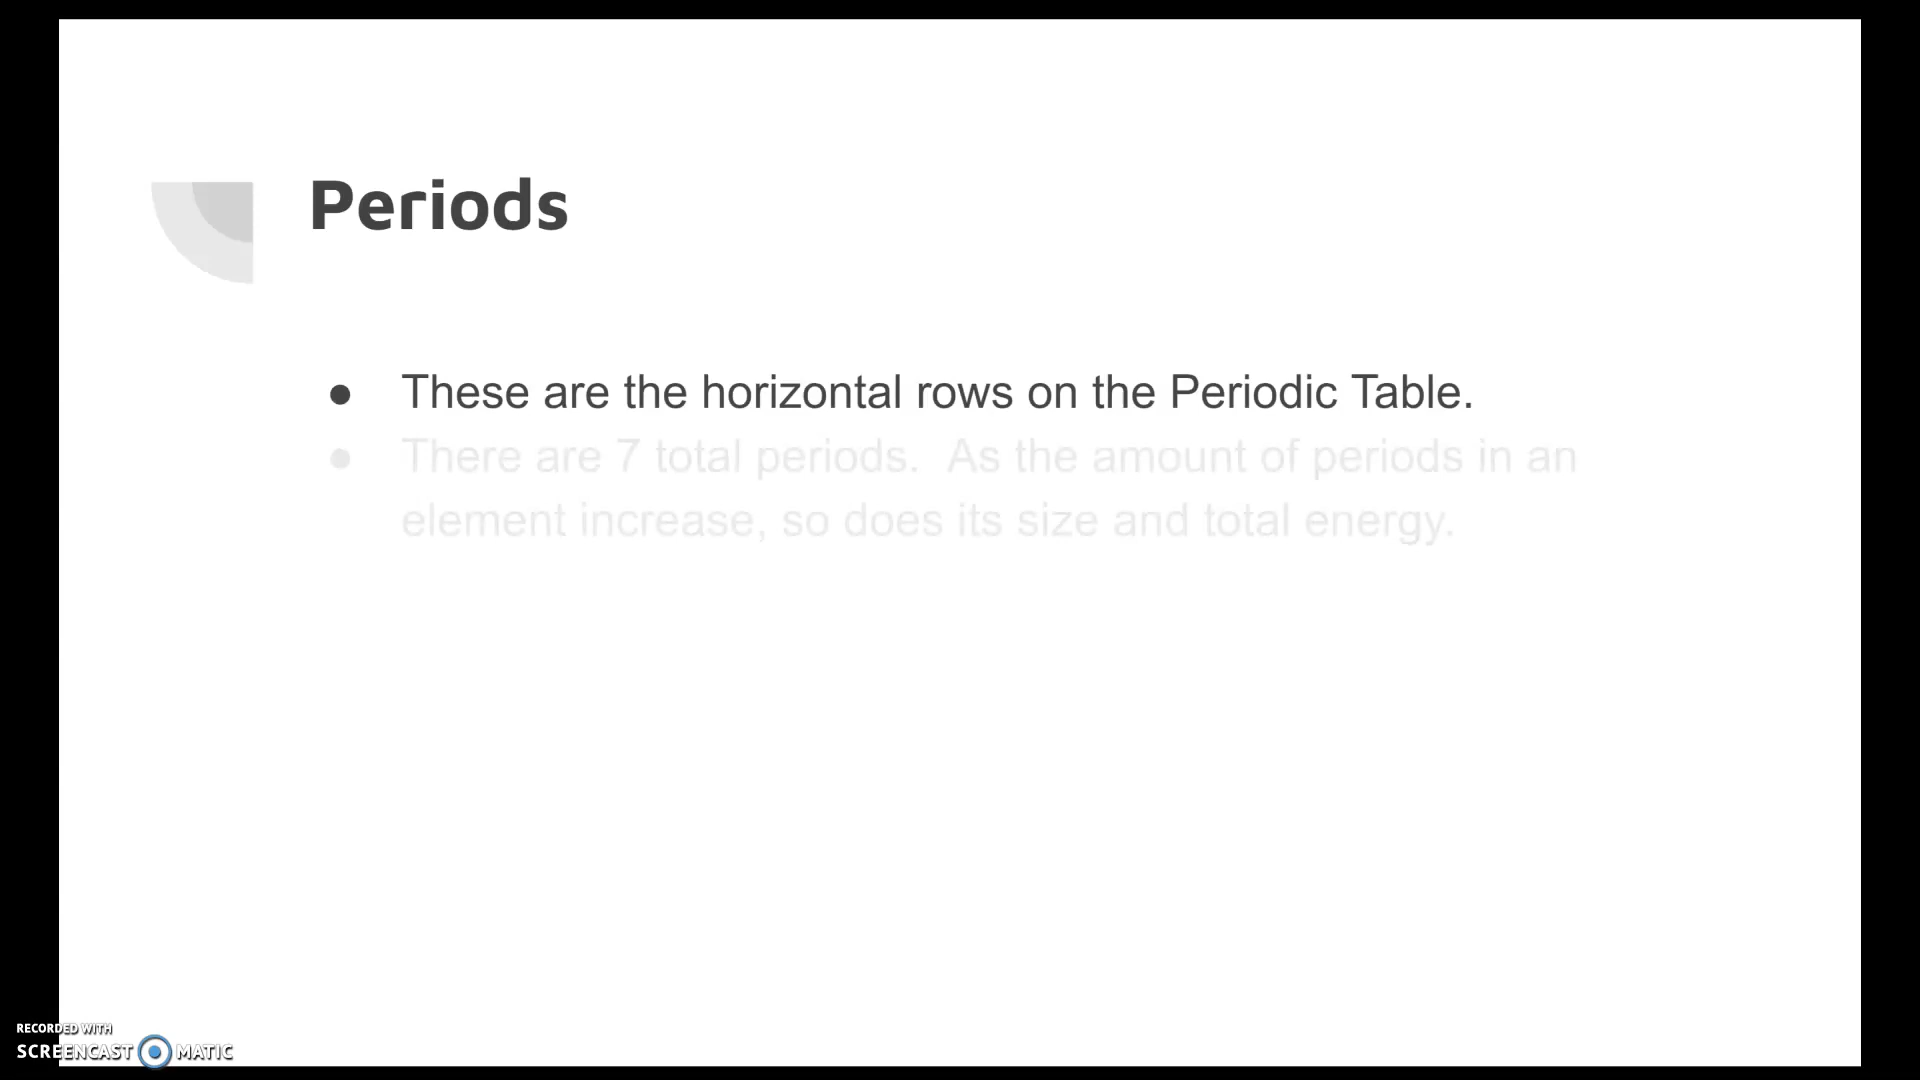 Periods
● These are the horizontal rows on the Periodic Table.
● There are 7 total periods.  As the amount of periods in an
element increase, so does its size and total energy.
RECORDED WITH
SCREENCAST MATIC